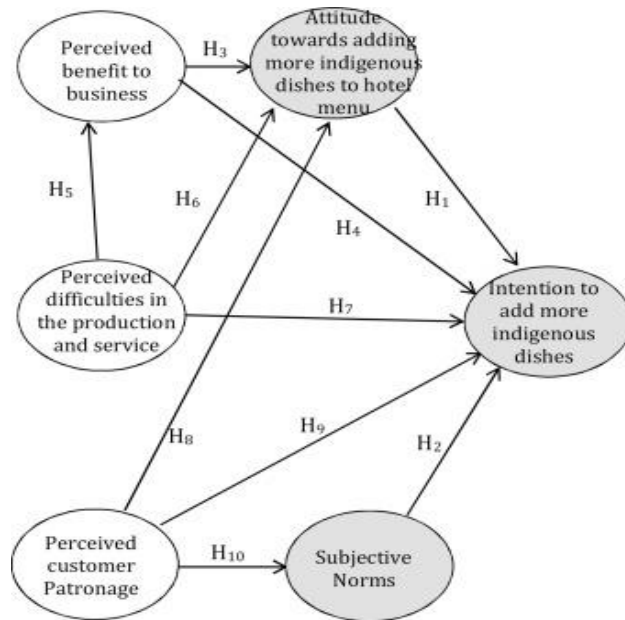 Perceived
benefit to
business
H₃
Attitude
towards adding
more indigenous
dishes to hotel
menu
H₅
H₆
H₄
H₁
Perceived
difficulties in
the production
and service
H₇
Intention to
add more
indigenous
dishes
H₈
H₉
H₂
Perceived
customer
Patronage
H₁₀
Subjective
Norms